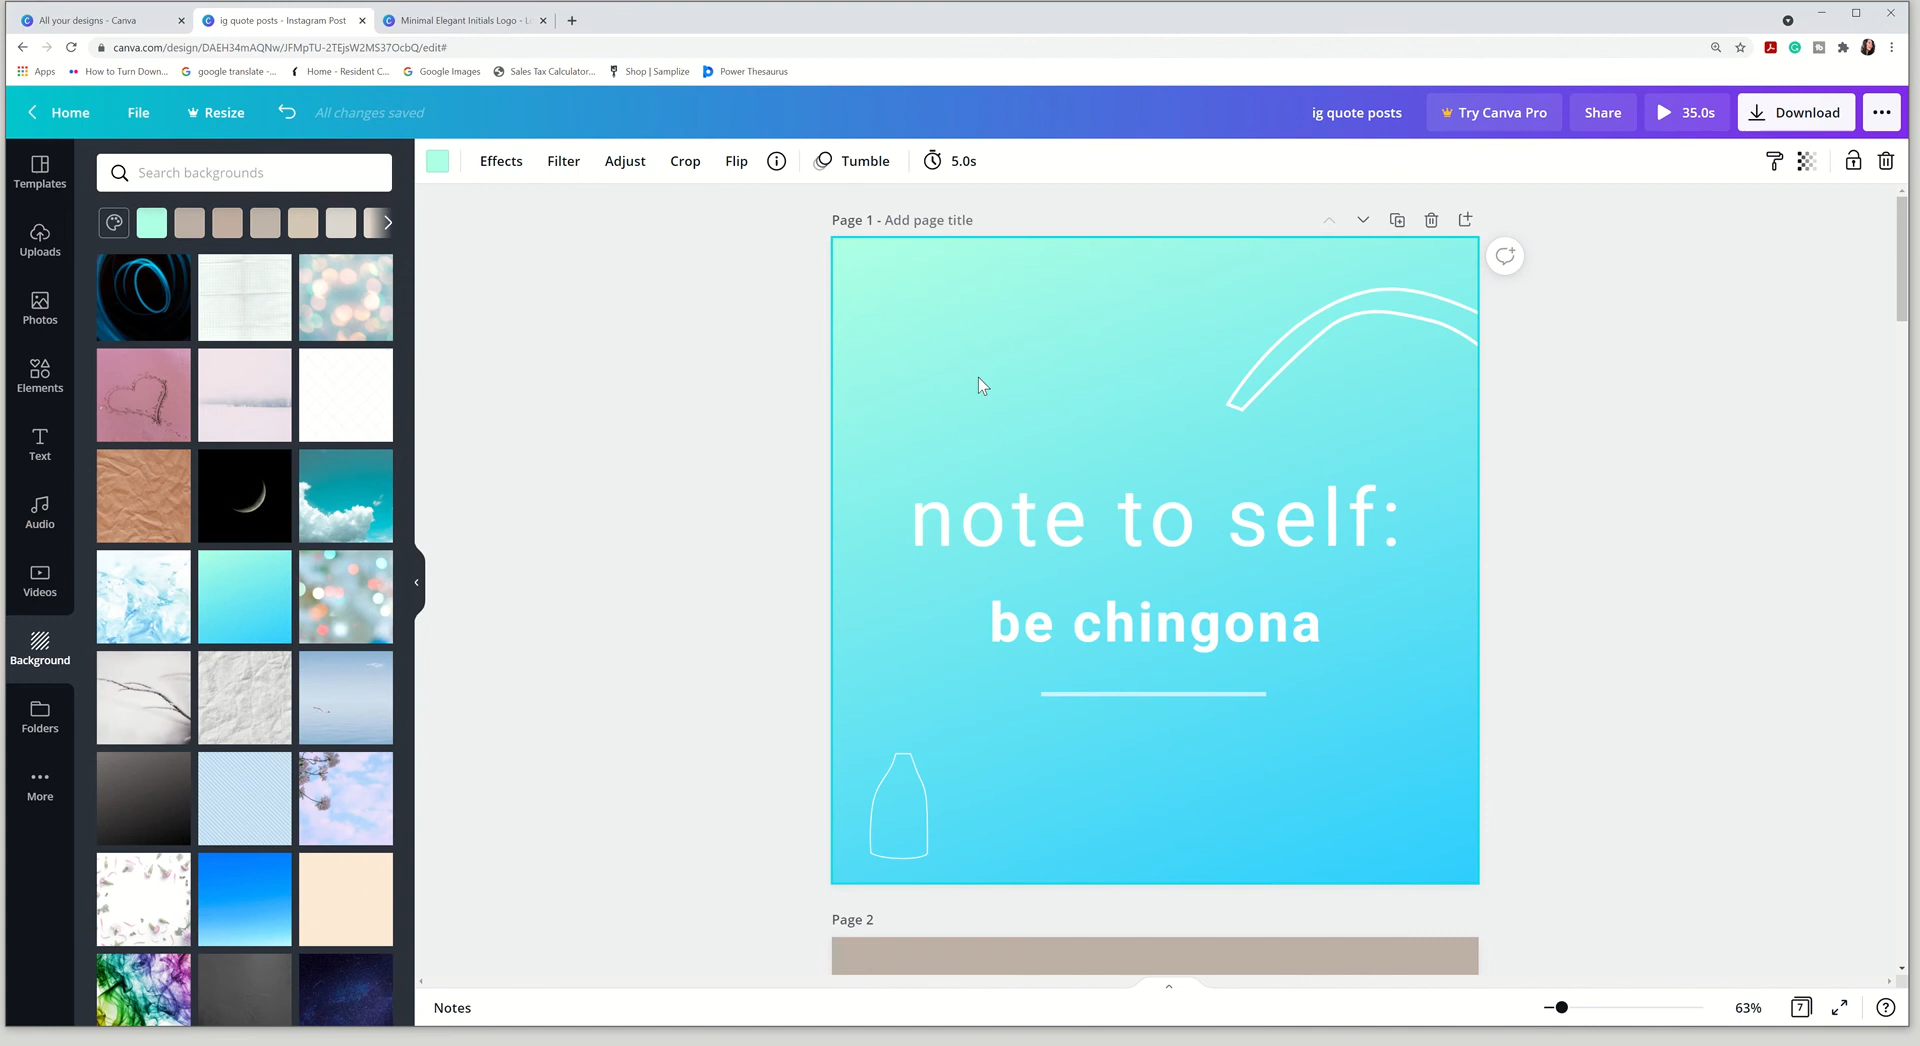 All your designs - Canva
ig quote posts - Instagram Post
Minimal Elegant Initials Logo - L
canva.com/design/DAEH34mAQNw/JFMpTU-2TEjsW2MS37OcbQ/edit#
Apps
How to Turn Down...
google translate -...
Home - Resident C...
Google Images
Sales Tax Calculator...
Shop | Samplize
Power Thesaurus
Home
File
Resize
All changes saved
ig quote posts
Try Canva Pro
Share
35.0s
Download
Templates
Uploads
Photos
Elements
Text
Audio
Videos
Background
Folders
More
Search backgrounds
Effects
Filter
Adjust
Crop
Flip
Tumble
5.0s
Page 1 - Add page title
note to self:
be chingona
Page 2
Notes
63%
7